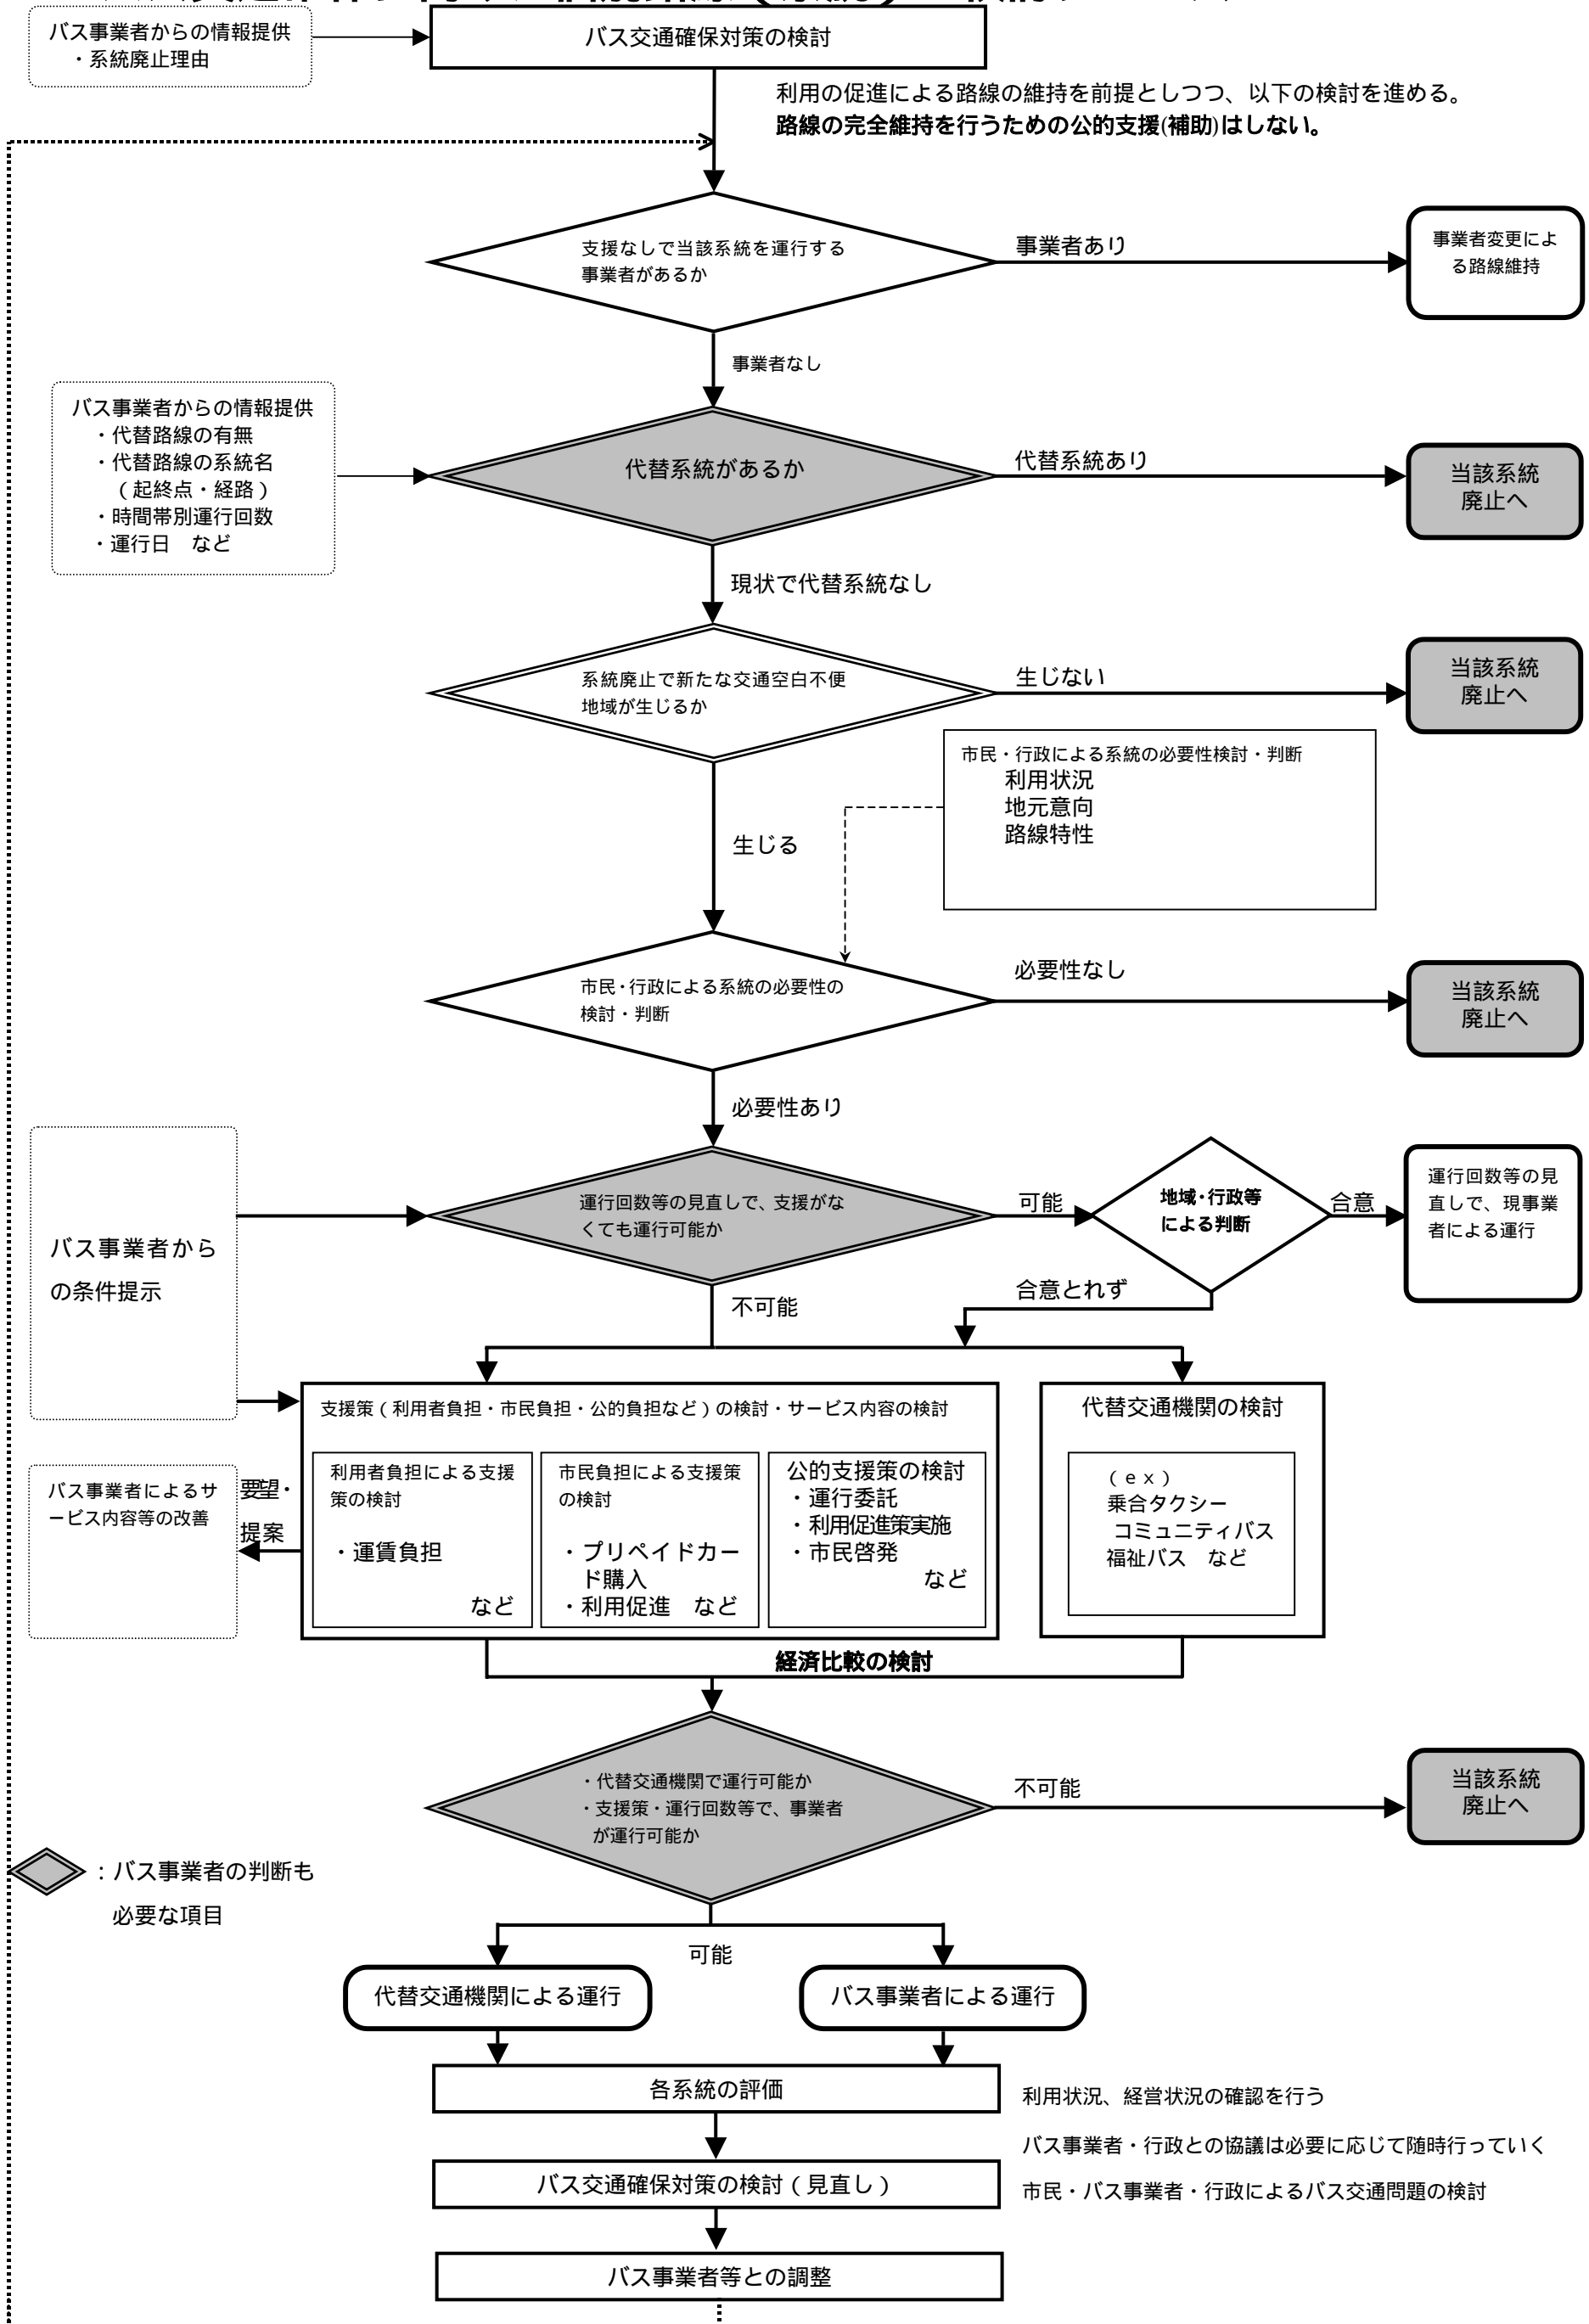 バス事業者からの情報提供
・系統廃止理由
バス交通確保対策の検討
利用の促進による路線の維持を前提としつつ、以下の検討を進める。
路線の完全維持を行うための公的支援(補助)はしない。
支援なしで当該系統を運行する
事業者があるか
事業者あり
事業者変更によ
る路線維持
事業者なし
バス事業者からの情報提供
・代替路線の有無
・代替路線の系統名
（起終点・経路）
・時間帯別運行回数
・運行日　など
代替系統があるか
代替系統あり
当該系統
廃止へ
現状で代替系統なし
系統廃止で新たな交通空白不便
地域が生じるか
生じない
当該系統
廃止へ
市民・行政による系統の必要性検討・判断
利用状況
地元意向
路線特性
生じる
市民・行政による系統の必要性の
検討・判断
必要性なし
当該系統
廃止へ
必要性あり
バス事業者から
の条件提示
運行回数等の見直しで、支援がな
くても運行可能か
可能
地域・行政等
による判断
合意
運行回数等の見
直しで、現事業
者による運行
合意とれず
不可能
支援策（利用者負担・市民負担・公的負担など）の検討・サービス内容の検討
利用者負担による支援
策の検討
・運賃負担
など
市民負担による支援策
の検討
・プリペイドカー
ド購入
・利用促進　など
公的支援策の検討
・運行委託
・利用促進策実施
・市民啓発
など
代替交通機関の検討
（ｅｘ）
乗合タクシー
コミュニティバス
福祉バス　など
バス事業者によるサ
ービス内容等の改善
要望・
提案
経済比較の検討
・代替交通機関で運行可能か
・支援策・運行回数等で、事業者
が運行可能か
不可能
当該系統
廃止へ
：バス事業者の判断も
必要な項目
可能
代替交通機関による運行
バス事業者による運行
各系統の評価
利用状況、経営状況の確認を行う
バス事業者・行政との協議は必要に応じて随時行っていく
バス交通確保対策の検討（見直し）
市民・バス事業者・行政によるバス交通問題の検討
バス事業者等との調整